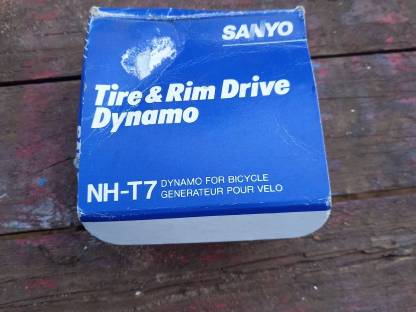 SANYO
Tire & Rim Drive
Dynamo
NH-T7 DYNAMO FOR BICYCLE
GENERATEUR POUR VELO